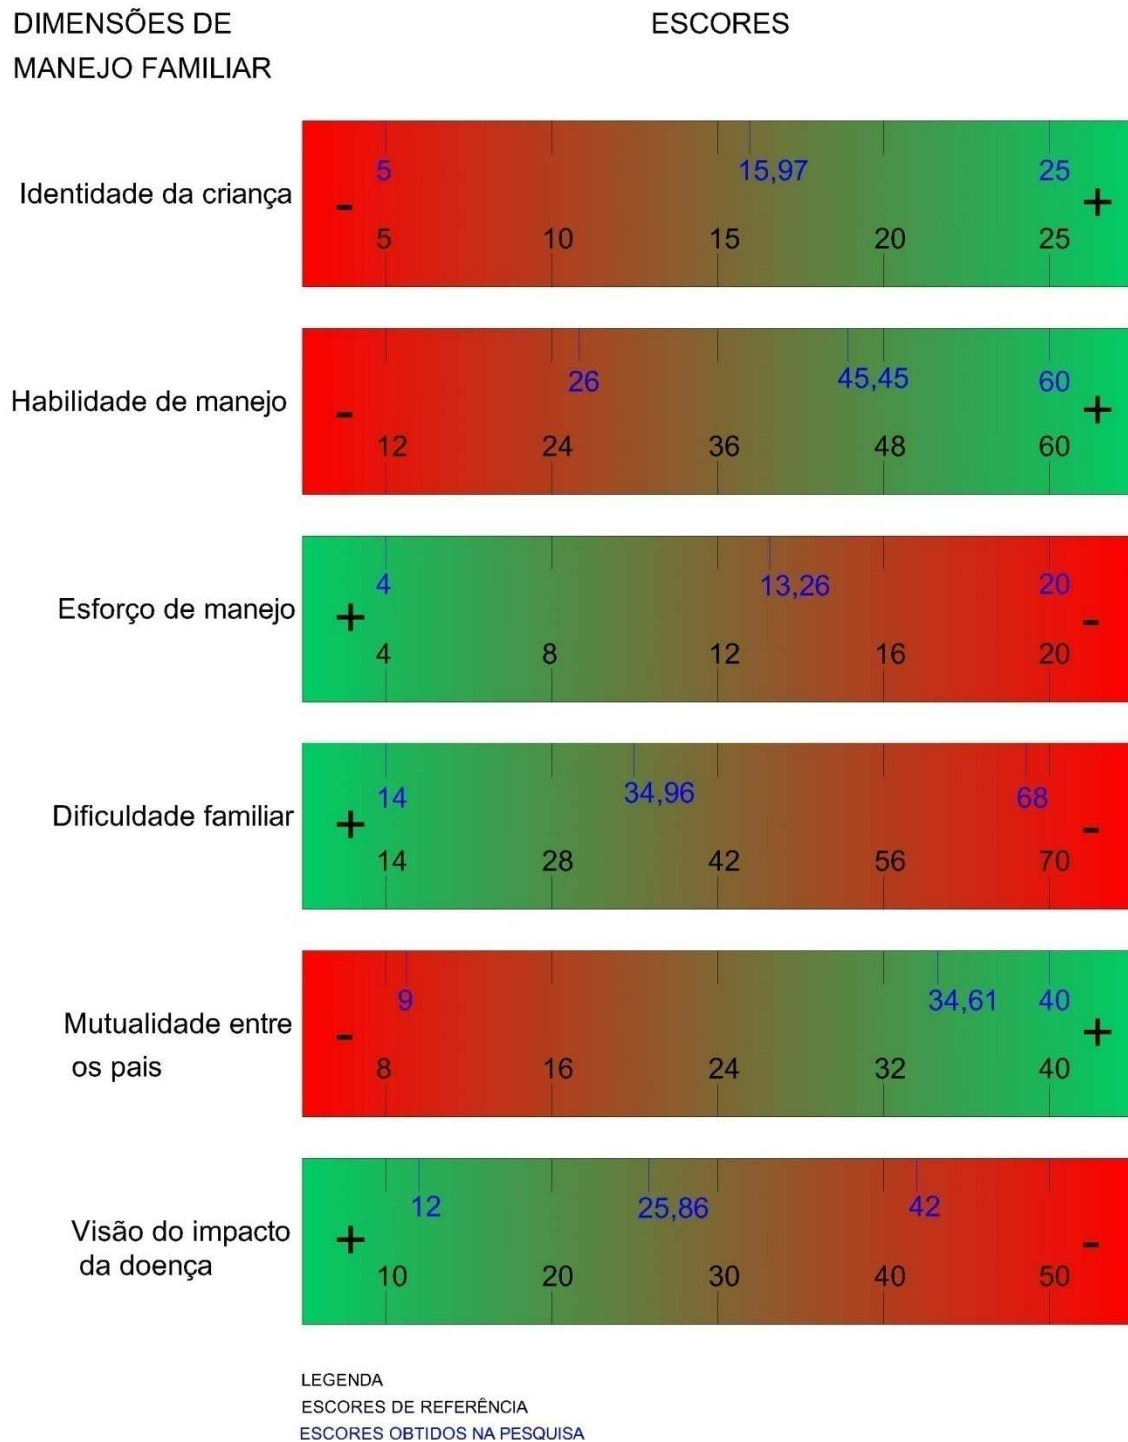 DIMENSÕES DE
MANEJO FAMILIAR
ESCORES
Identidade da criança
5 15,97 25
- +
5 10 15 20 25
Habilidade de manejo
26 45,45 60
- +
12 24 36 48 60
Esforço de manejo
4 13,26 20
+ -
4 8 12 16 20
Dificuldade familiar
14 34,96 68
+ -
14 28 42 56 70
Mutualidade entre
os pais
9 34,61 40
- +
8 16 24 32 40
Visão do impacto
da doença
12 25,86 42
+ -
10 20 30 40 50
LEGENDA
ESCORES DE REFERÊNCIA
ESCORES OBTIDOS NA PESQUISA